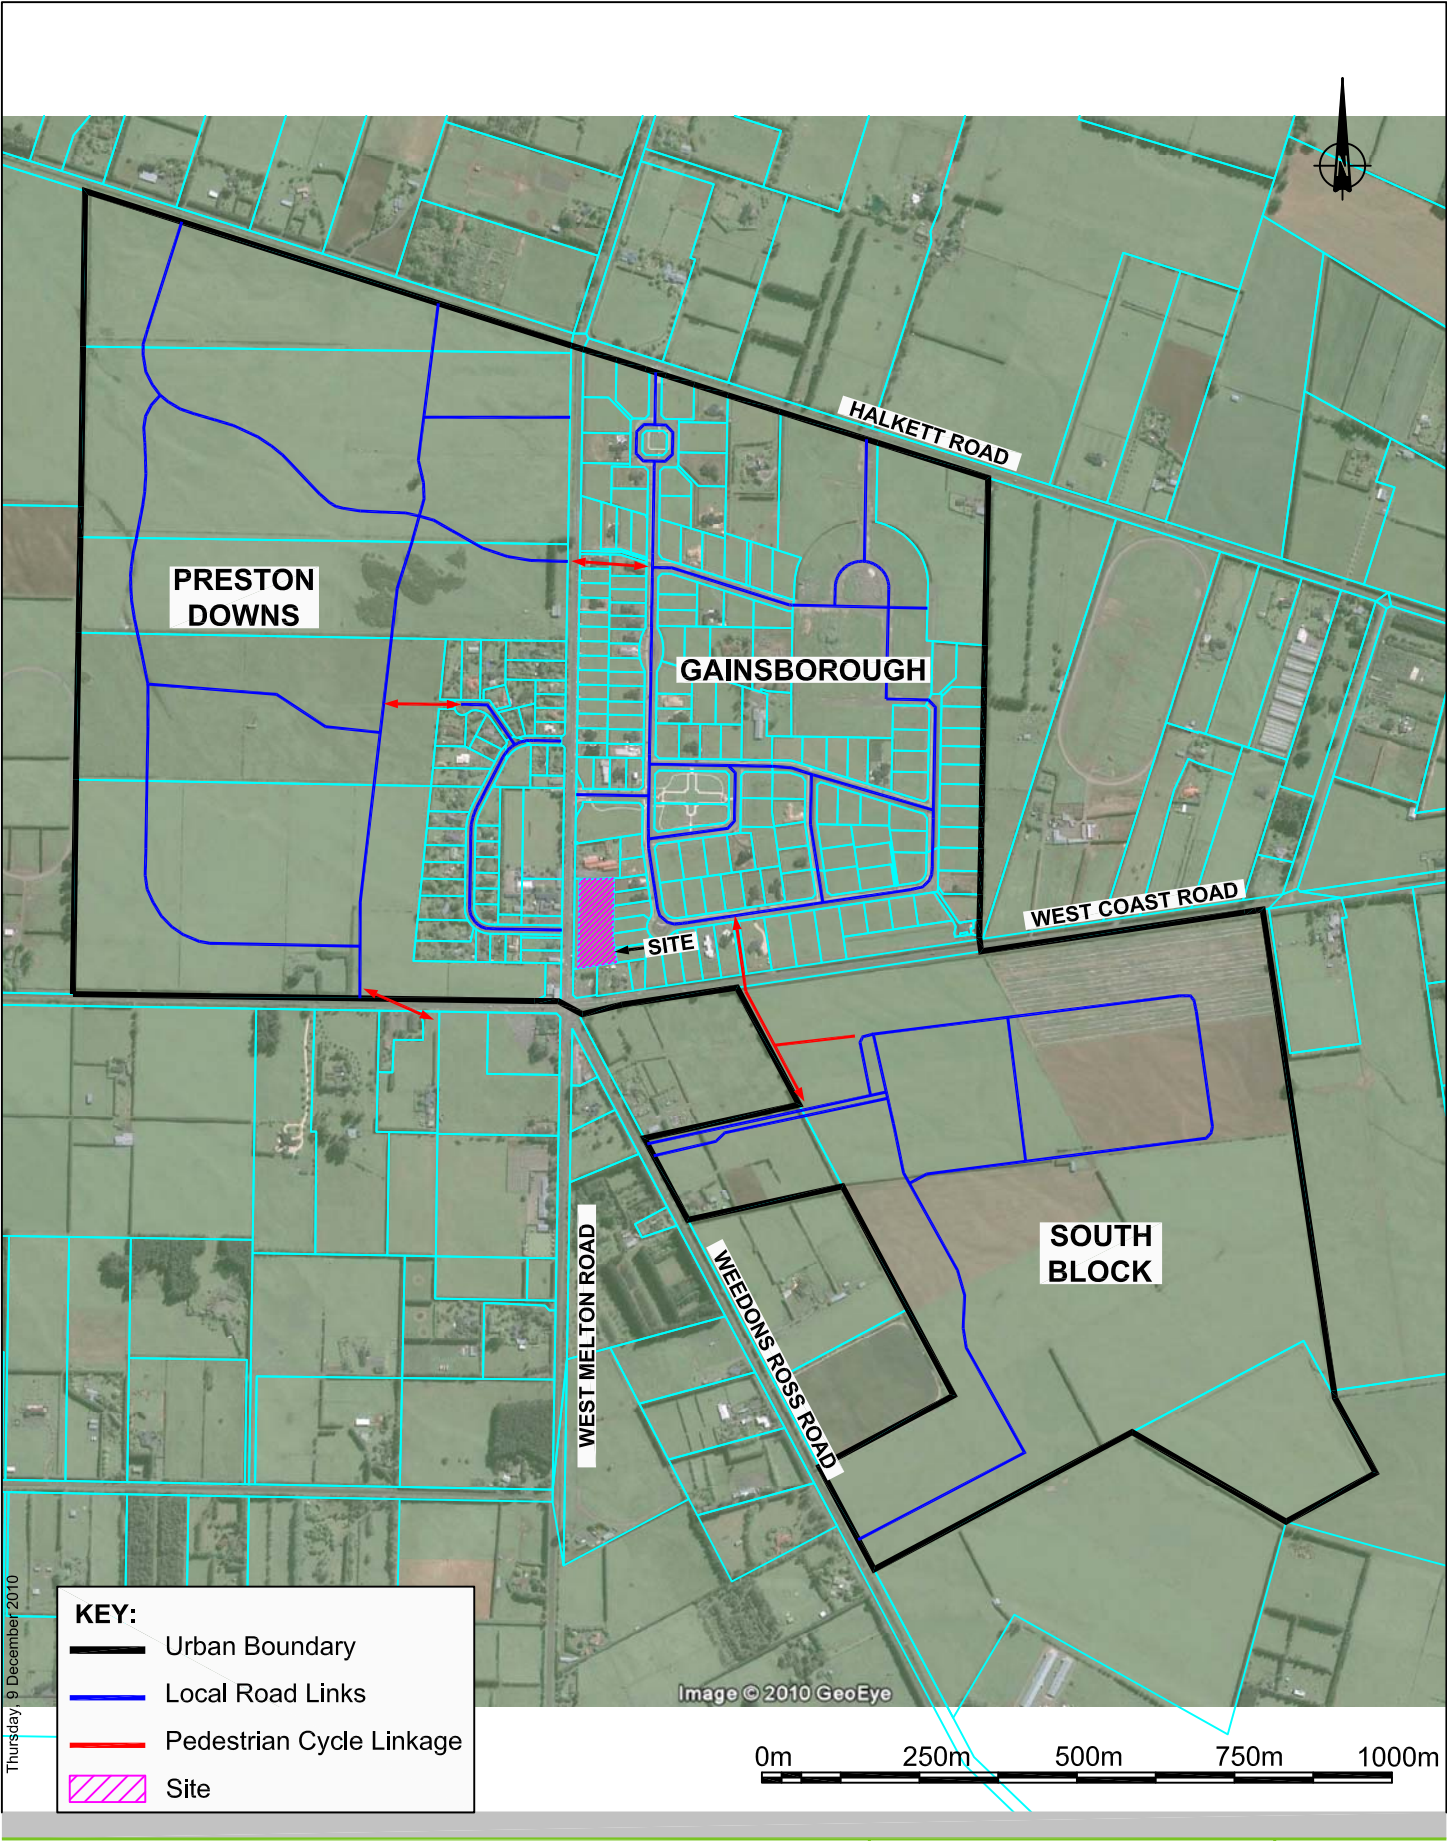 N
HALKETT ROAD
PRESTON
DOWNS
GAINSBOROUGH
WEST COAST ROAD
SITE
SOUTH
BLOCK
WEST MELTON ROAD
WEEDONS ROSS ROAD
Thursday, 9 December 2010
KEY:
Urban Boundary
Local Road Links
Pedestrian Cycle Linkage
Site
Image © 2010 GeoEye
0m 250m 500m 750m 1000m